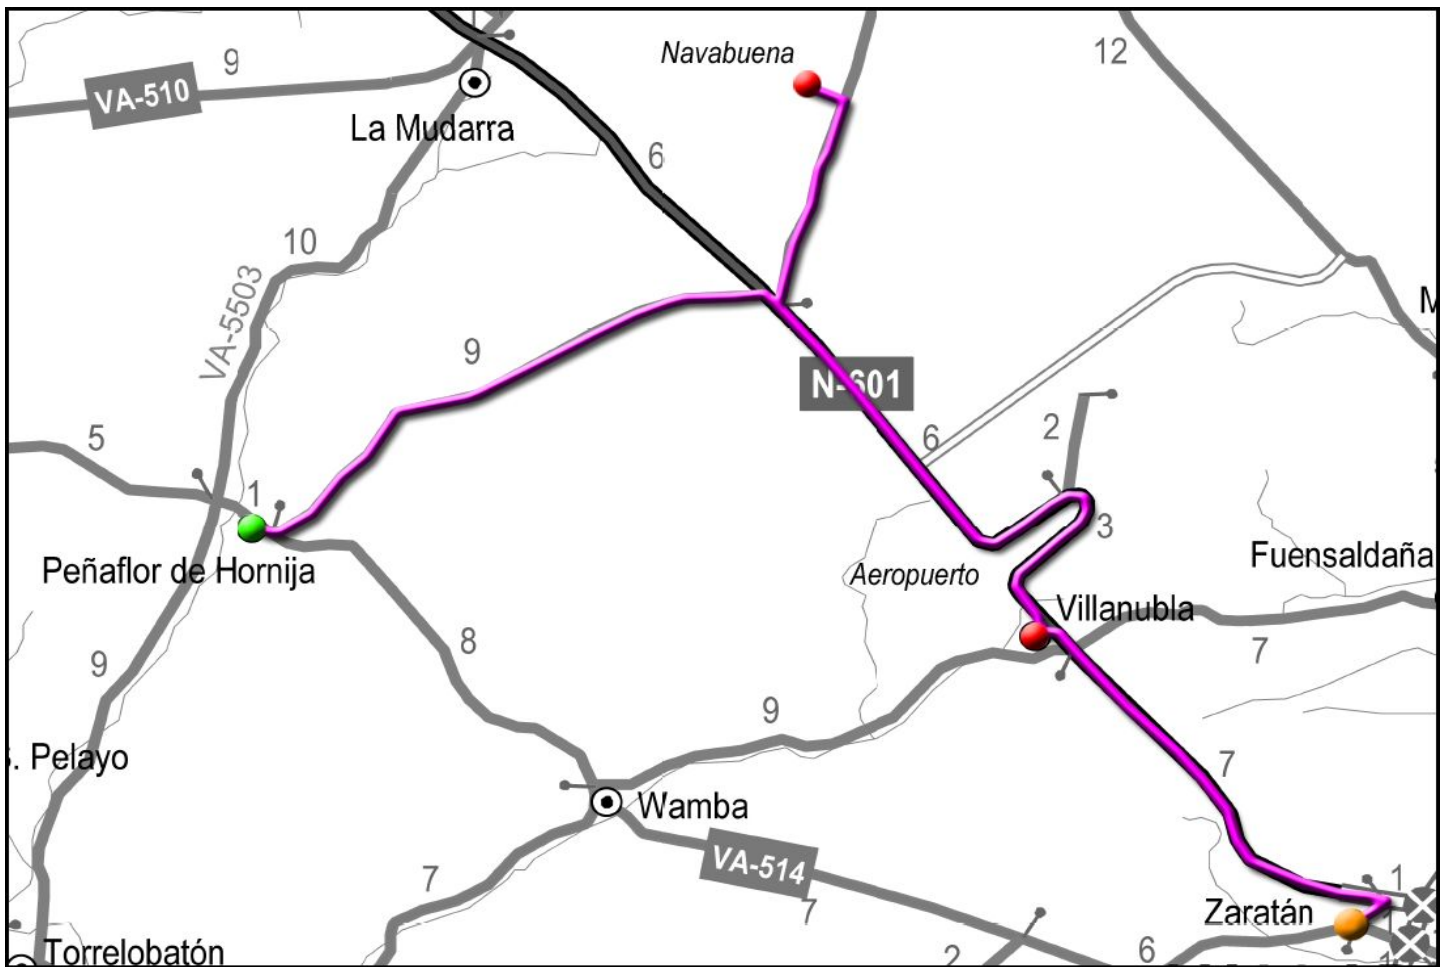 Navabuena
12
9
VA-510
La Mudarra
6
10
VA-5503
9
N-601
5
6
2
1
3
Peñaflor de Hornija
Aeropuerto
Fuensaldaña
Villanubla
8
7
9
9
S. Pelayo
7
Wamba
VA-514
7
7
1
Zaratán
Torrelobatón
2
6
1